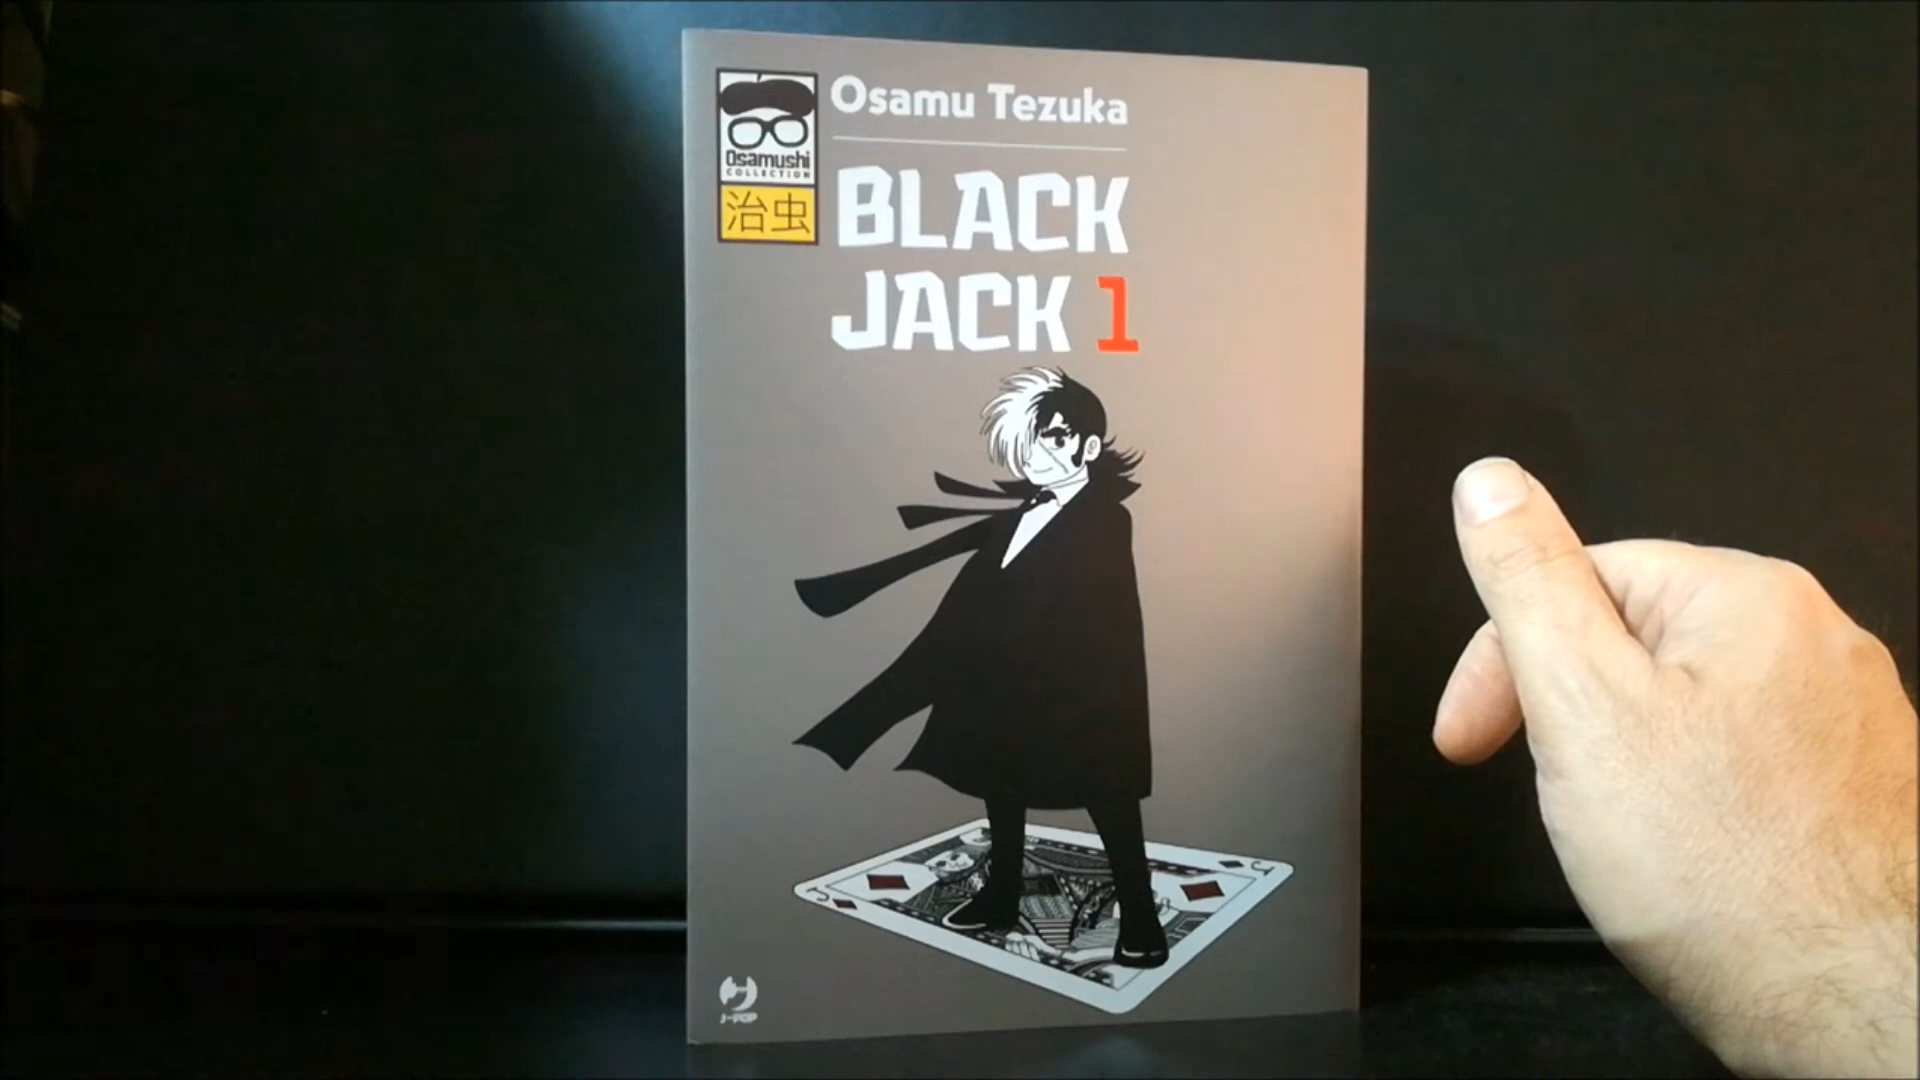 Osamu Tezuka
Osamushi
COLLECTION
治虫
BLACK
JACK 1
J
J
J-POP